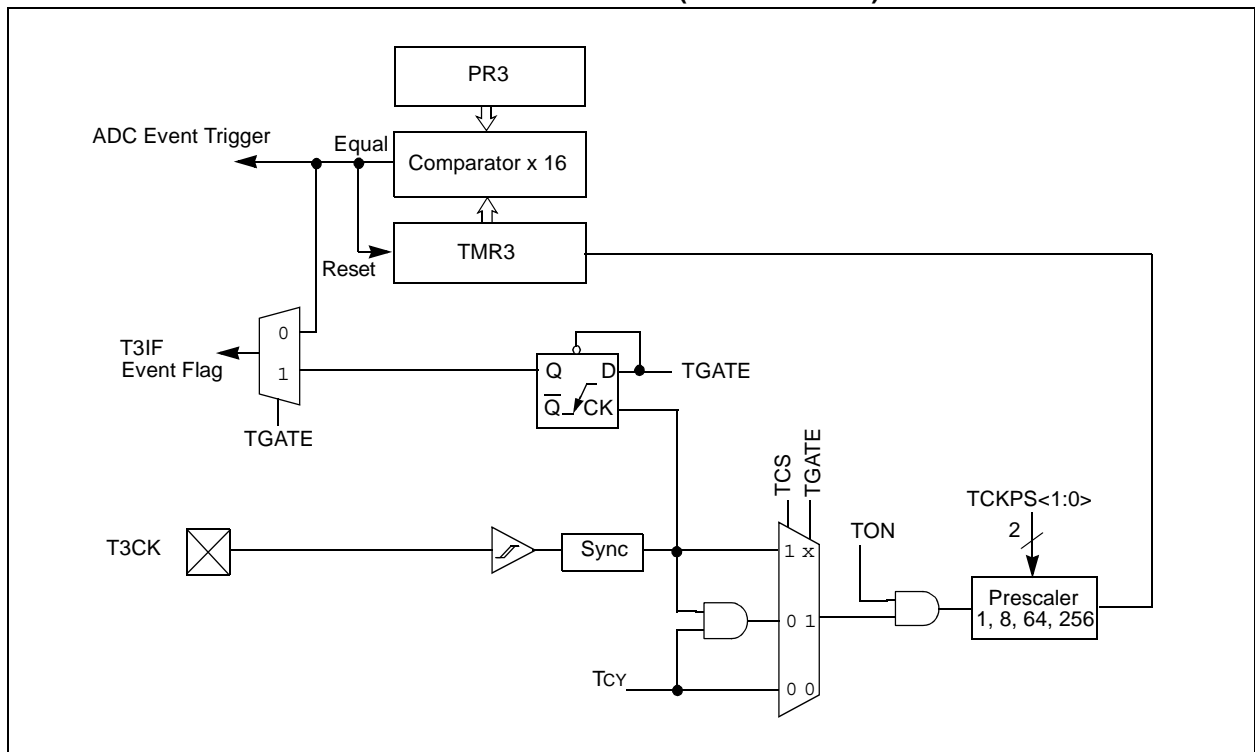 PR3
ADC Event Trigger
Equal
Comparator x 16
TMR3
Reset
0
T3IF
Event Flag
1
Q D
TGATE
Q CK
TGATE
TCS
TGATE
TCKPS<1:0>
2
TON
T3CK
Sync
1 x
Prescaler
1, 8, 64, 256
0 1
TCY
0 0